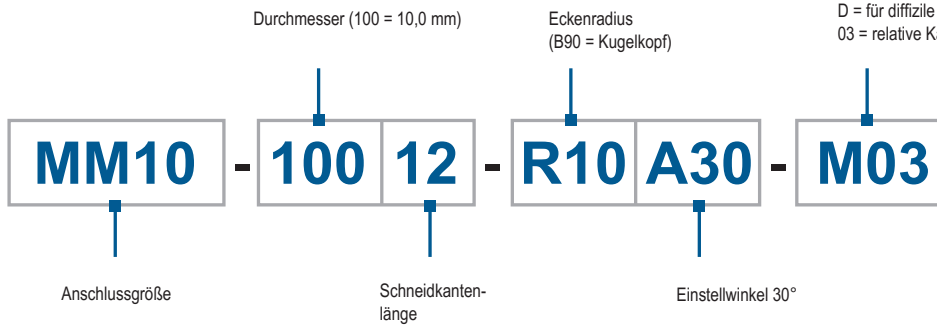 Durchmesser (100 = 10,0 mm)
Eckenradius
(B90 = Kugelkopf)
D = für diffizile
03 = relative
MM10 - 100 12 - R10 A30 - M03
Anschlussgröße
Schneidkanten-
länge
Einstellwinkel 30°